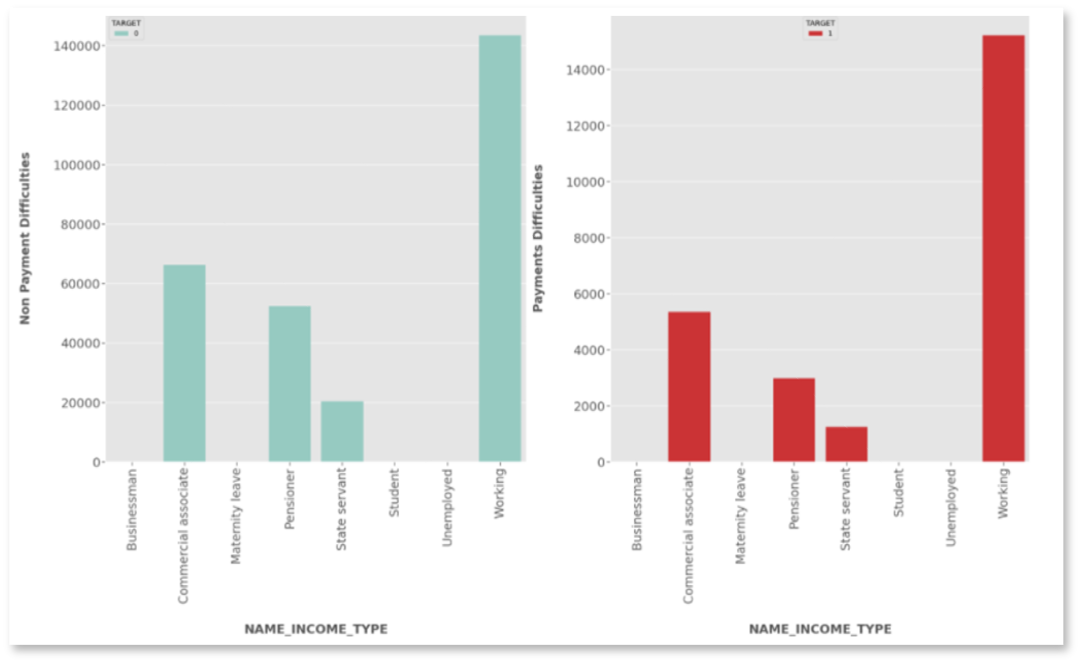 TARGET
0
140000
120000
100000
80000
60000
40000
20000
0
Non Payment Difficulties
Businessman
Commercial associate
Maternity leave
Pensioner
State servant
Student
Unemployed
Working
NAME_INCOME_TYPE
TARGET
1
14000
12000
10000
8000
6000
4000
2000
0
Payments Difficulties
Businessman
Commercial associate
Maternity leave
Pensioner
State servant
Student
Unemployed
Working
NAME_INCOME_TYPE